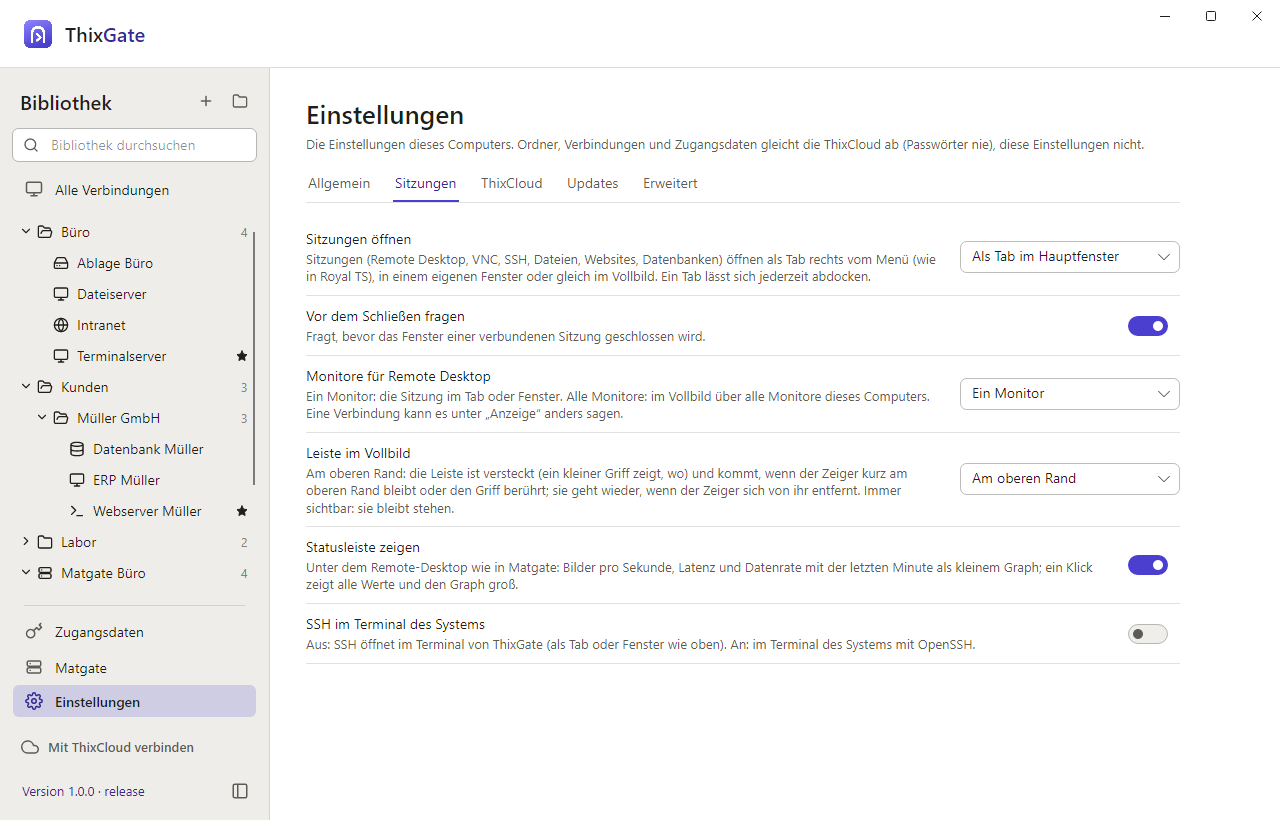 ThixGate
Bibliothek
Bibliothek durchsuchen
Alle Verbindungen
Büro 4
Ablage Büro
Dateiserver
Intranet
Terminalserver
Kunden 3
Müller GmbH 3
Datenbank Müller
ERP Müller
Webserver Müller
Labor 2
Matgate Büro 4
Zugangsdaten
Matgate
Einstellungen
Mit ThixCloud verbinden
Version 1.0.0 · release
Einstellungen
Die Einstellungen dieses Computers. Ordner, Verbindungen und Zugangsdaten gleicht die ThixCloud ab (Passwörter nie), diese Einstellungen nicht.
Allgemein Sitzungen ThixCloud Updates Erweitert
Sitzungen öffnen
Sitzungen (Remote Desktop, VNC, SSH, Dateien, Websites, Datenbanken) öffnen als Tab rechts vom Menü (wie
in Royal TS), in einem eigenen Fenster oder gleich im Vollbild. Ein Tab lässt sich jederzeit abdocken.
Als Tab im Hauptfenster
Vor dem Schließen fragen
Fragt, bevor das Fenster einer verbundenen Sitzung geschlossen wird.
Monitore für Remote Desktop
Ein Monitor: die Sitzung im Tab oder Fenster. Alle Monitore: im Vollbild über alle Monitore dieses Computers.
Eine Verbindung kann es unter „Anzeige“ anders sagen.
Ein Monitor
Leiste im Vollbild
Am oberen Rand: die Leiste ist versteckt (ein kleiner Griff zeigt, wo) und kommt, wenn der Zeiger kurz am
oberen Rand bleibt oder den Griff berührt; sie geht wieder, wenn der Zeiger sich von ihr entfernt. Immer
sichtbar: sie bleibt stehen.
Am oberen Rand
Statusleiste zeigen
Unter dem Remote-Desktop wie in Matgate: Bilder pro Sekunde, Latenz und Datenrate mit der letzten Minute als kleinem Graph; ein Klick
zeigt alle Werte und den Graph groß.
SSH im Terminal des Systems
Aus: SSH öffnet im Terminal von ThixGate (als Tab oder Fenster wie oben). An: im Terminal des Systems mit OpenSSH.